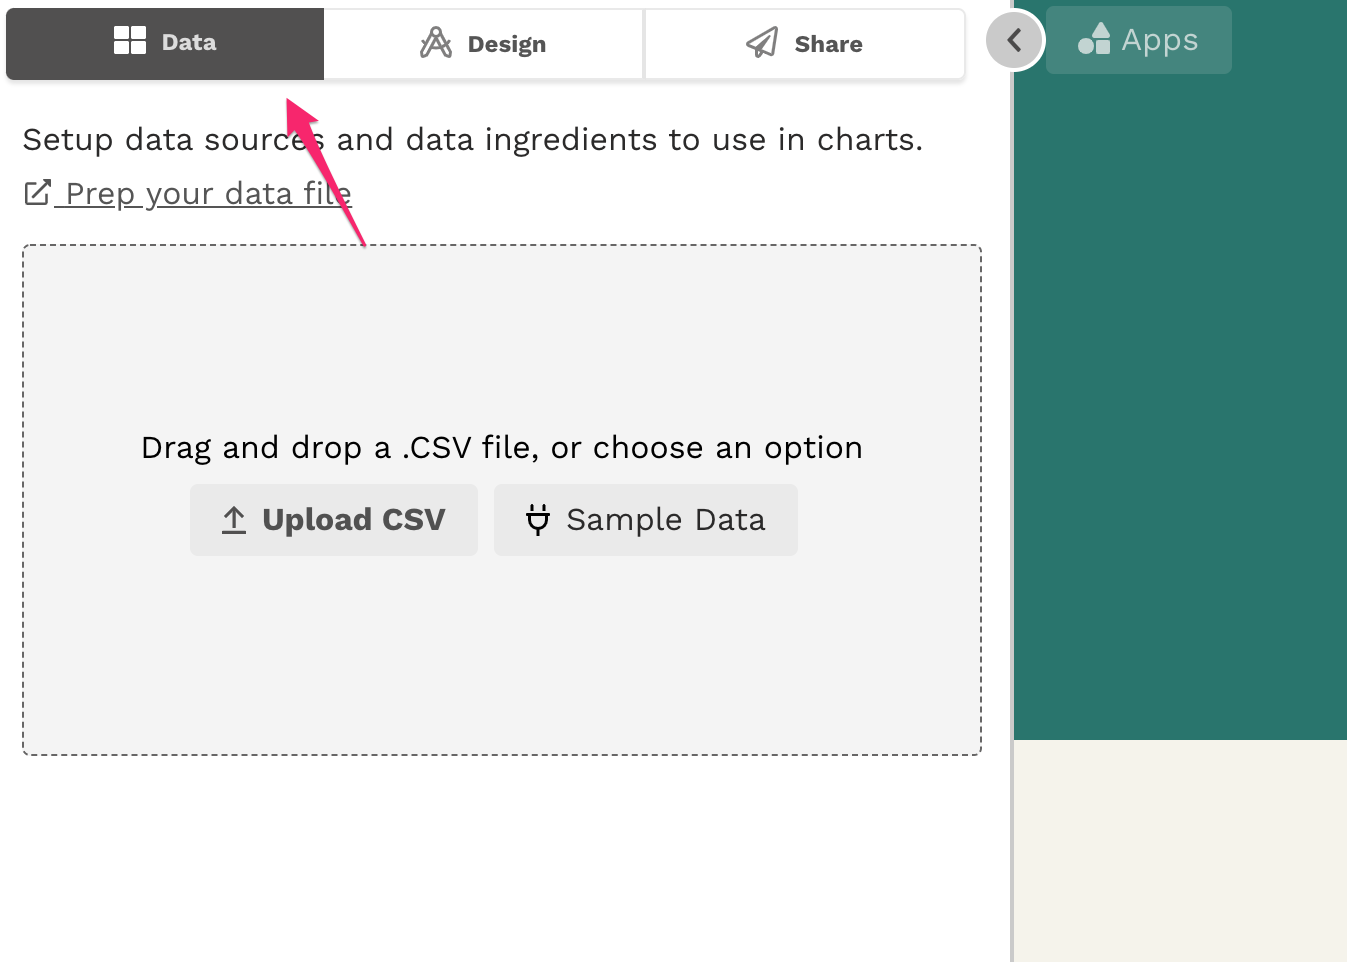 Data
Design
Share
Apps
Setup data sources and data ingredients to use in charts.
Prep your data file
Drag and drop a .CSV file, or choose an option
Upload CSV
Sample Data